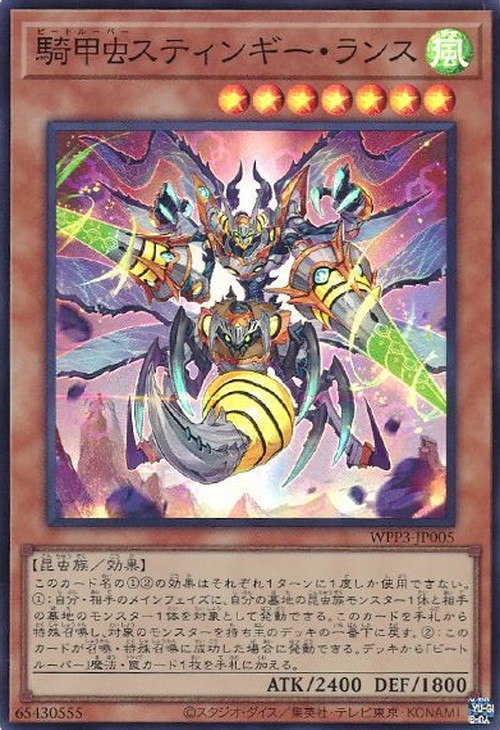 ビートルーパー
騎甲虫スティンギー・ランス
風
WPP3-JP005
【昆虫族／効果】
このカード名の①②の効果はそれぞれ1ターンに1度しか使用できない。
①：自分・相手のメインフェイズに、自分の墓地の昆虫族モンスター1体と相手
の墓地のモンスター1体を対象として発動できる。このカードを手札から
特殊召喚し、対象のモンスターを持ち主のデッキの一番下に戻す。②：この
カードが召喚・特殊召喚に成功した場合に発動できる。デッキから「ビート
ルーパー」魔法・罠カード1枚を手札に加える。
ATK/2400 DEF/1800
65430555 ©スタジオ・ダイス／集英社・テレビ東京・KONAMI